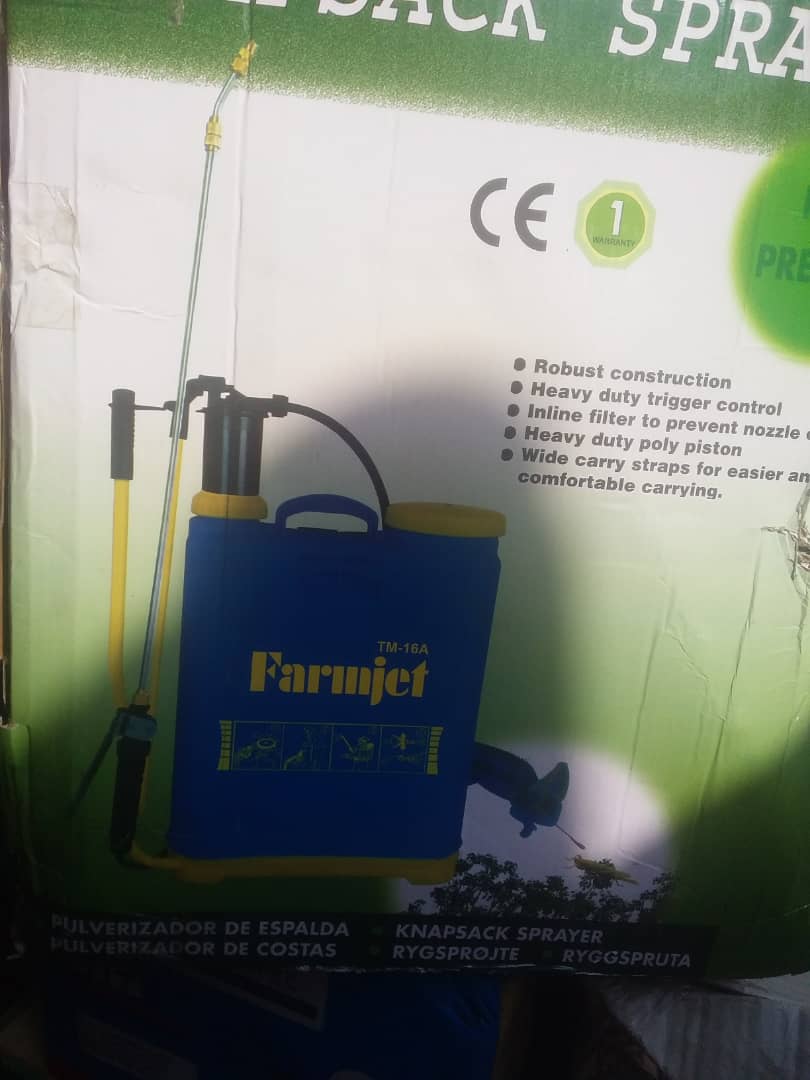 SACK SPRA
CE
1
WARRANTY
PRE
● Robust construction
● Heavy duty trigger control
● Inline filter to prevent nozzle
● Heavy duty poly piston
● Wide carry straps for easier an
comfortable carrying.
TM-16A
Farmjet
PULVERIZADOR DE ESPALDA ● KNAPSACK SPRAYER
PULVERIZADOR DE COSTAS ● RYGSPRØJTE ● RYGGSPRUTA